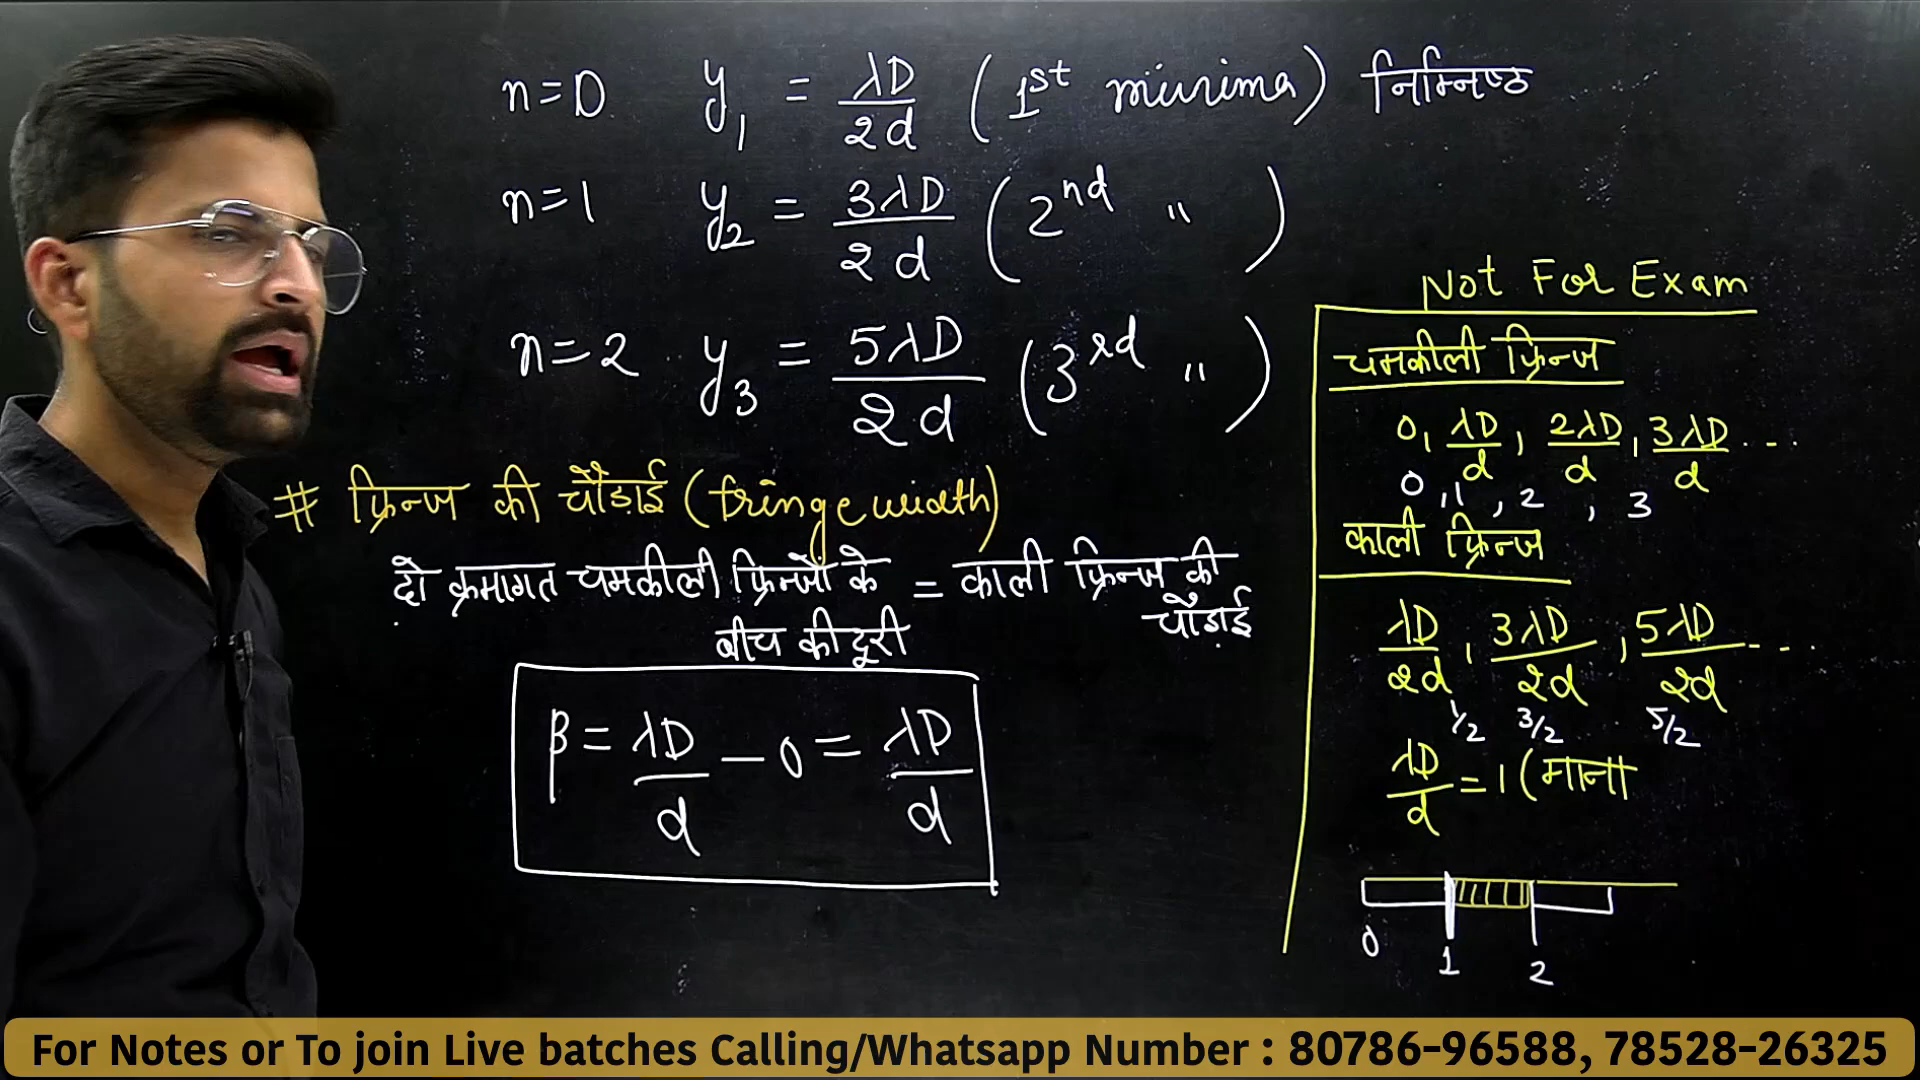 n=0 y₁ = λD/2d (1st minima) निम्निष्ठ
n=1 y₂ = 3λD/2d (2nd " )
n=2 y₃ = 5λD/2d (3rd " )
# फ्रिन्ज की चौडाई (fringe width)
दो क्रमागत चमकीली फ्रिन्जों के = काली फ्रिन्ज की
बीच की दूरी चौडाई
β = λD/d - 0 = λD/d
Not For Exam
चमकीली फ्रिन्ज
0, λD/d, 2λD/d, 3λD/d ...
0, 1, 2, 3
काली फ्रिन्ज
λD/2d, 3λD/2d, 5λD/2d ...
1/2 3/2 5/2
λD/d = 1 (माना
0 1 2
For Notes or To join Live batches Calling/Whatsapp Number : 80786-96588, 78528-26325